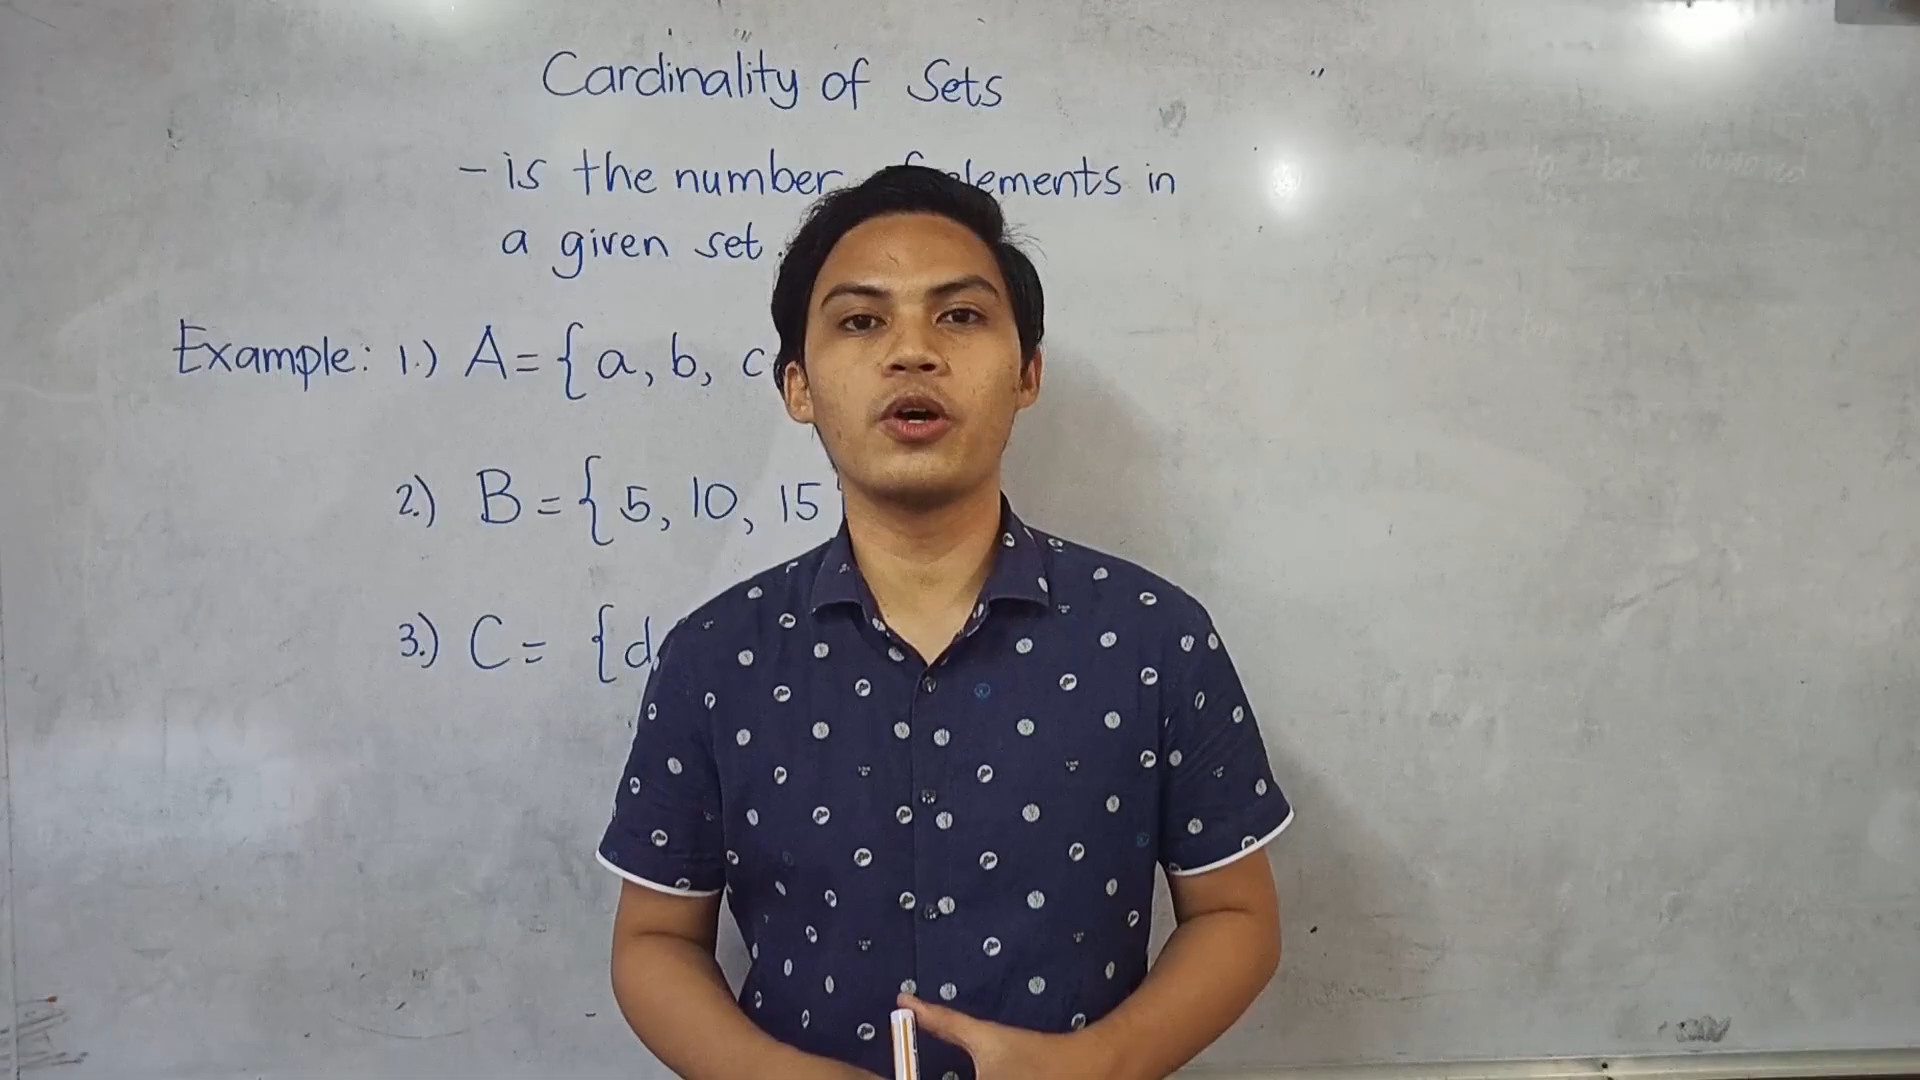 Cardinality of Sets
- is the number elements in
a given set.
Example: 1.) A = { a, b, c
2.) B = { 5, 10, 15
3.) C = { d,